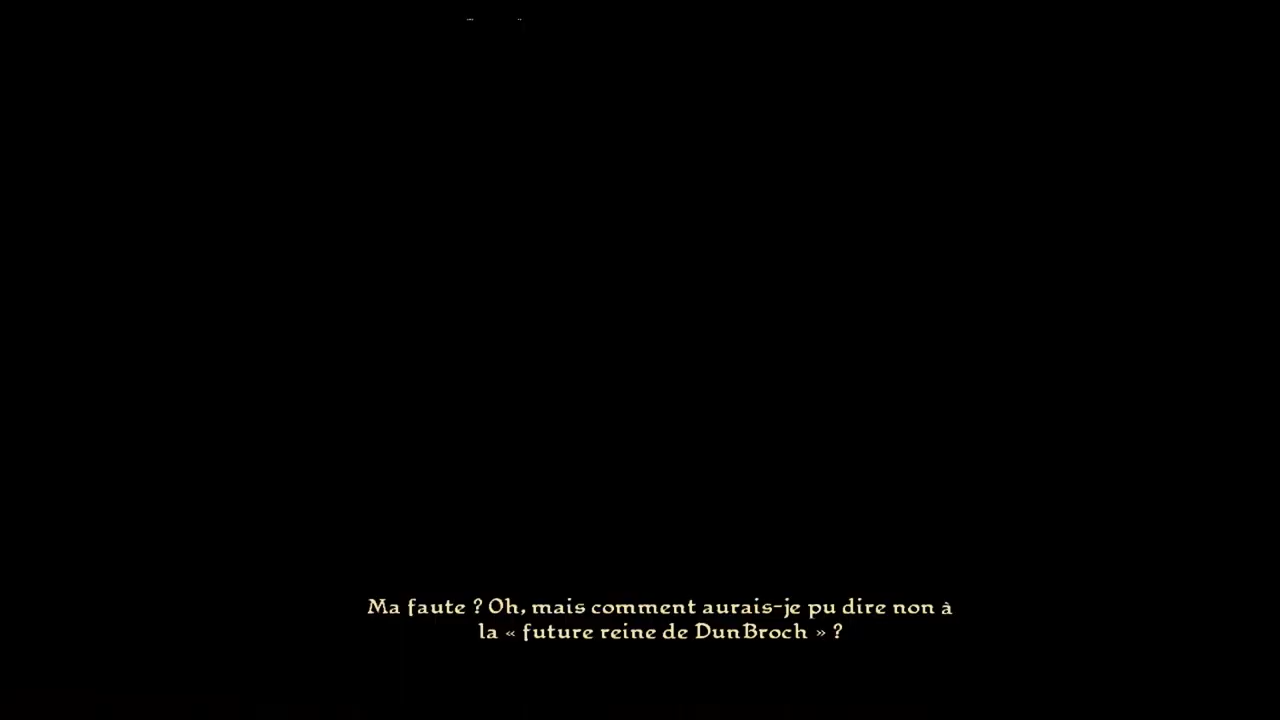 Ma faute ? Oh, mais comment aurais-je pu dire non à
la « future reine de DunBroch » ?